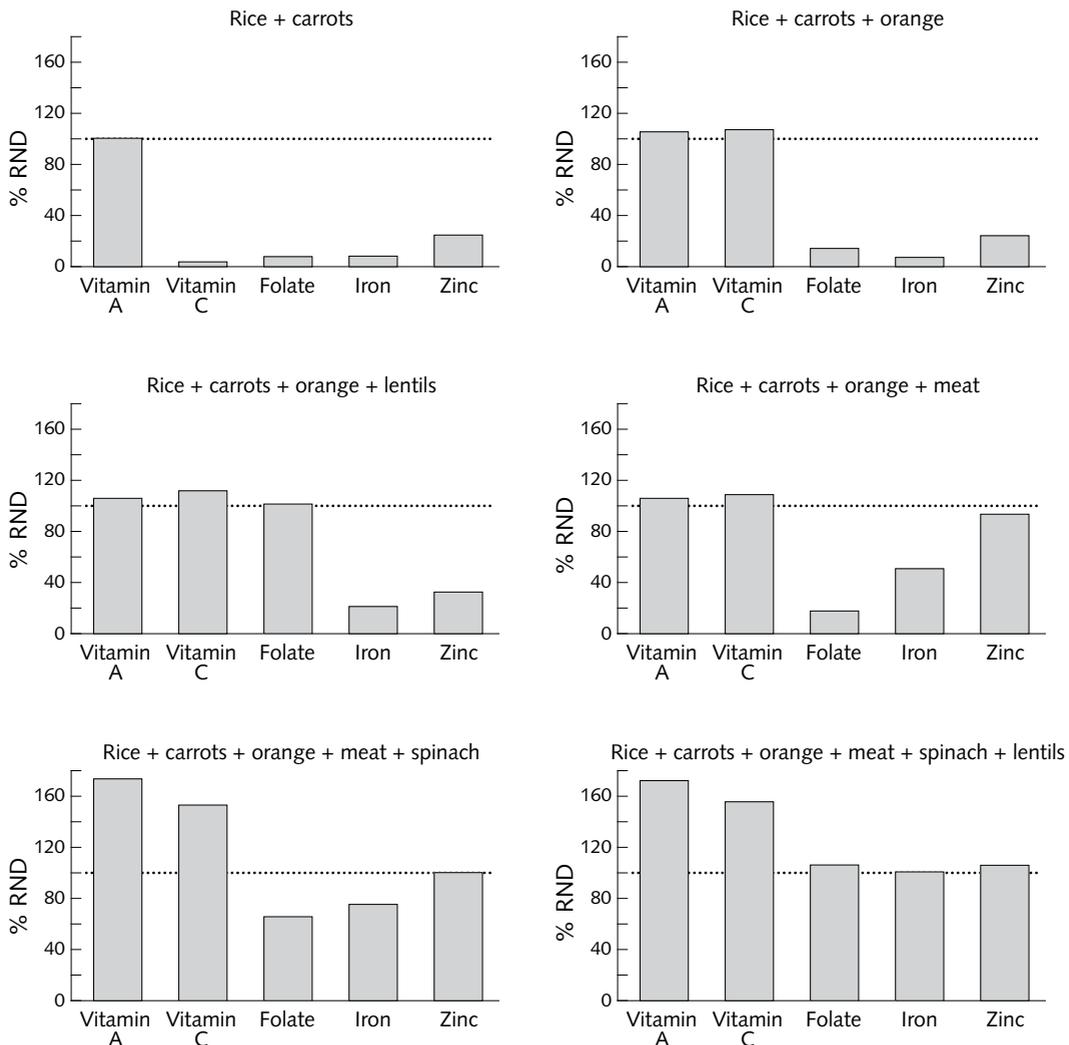 Rice + carrots
% RND
160
120
80
40
0
Vitamin A
Vitamin C
Folate
Iron
Zinc
Rice + carrots + orange
% RND
160
120
80
40
0
Vitamin A
Vitamin C
Folate
Iron
Zinc
Rice + carrots + orange + lentils
% RND
160
120
80
40
0
Vitamin A
Vitamin C
Folate
Iron
Zinc
Rice + carrots + orange + meat
% RND
160
120
80
40
0
Vitamin A
Vitamin C
Folate
Iron
Zinc
Rice + carrots + orange + meat + spinach
% RND
160
120
80
40
0
Vitamin A
Vitamin C
Folate
Iron
Zinc
Rice + carrots + orange + meat + spinach + lentils
% RND
160
120
80
40
0
Vitamin A
Vitamin C
Folate
Iron
Zinc